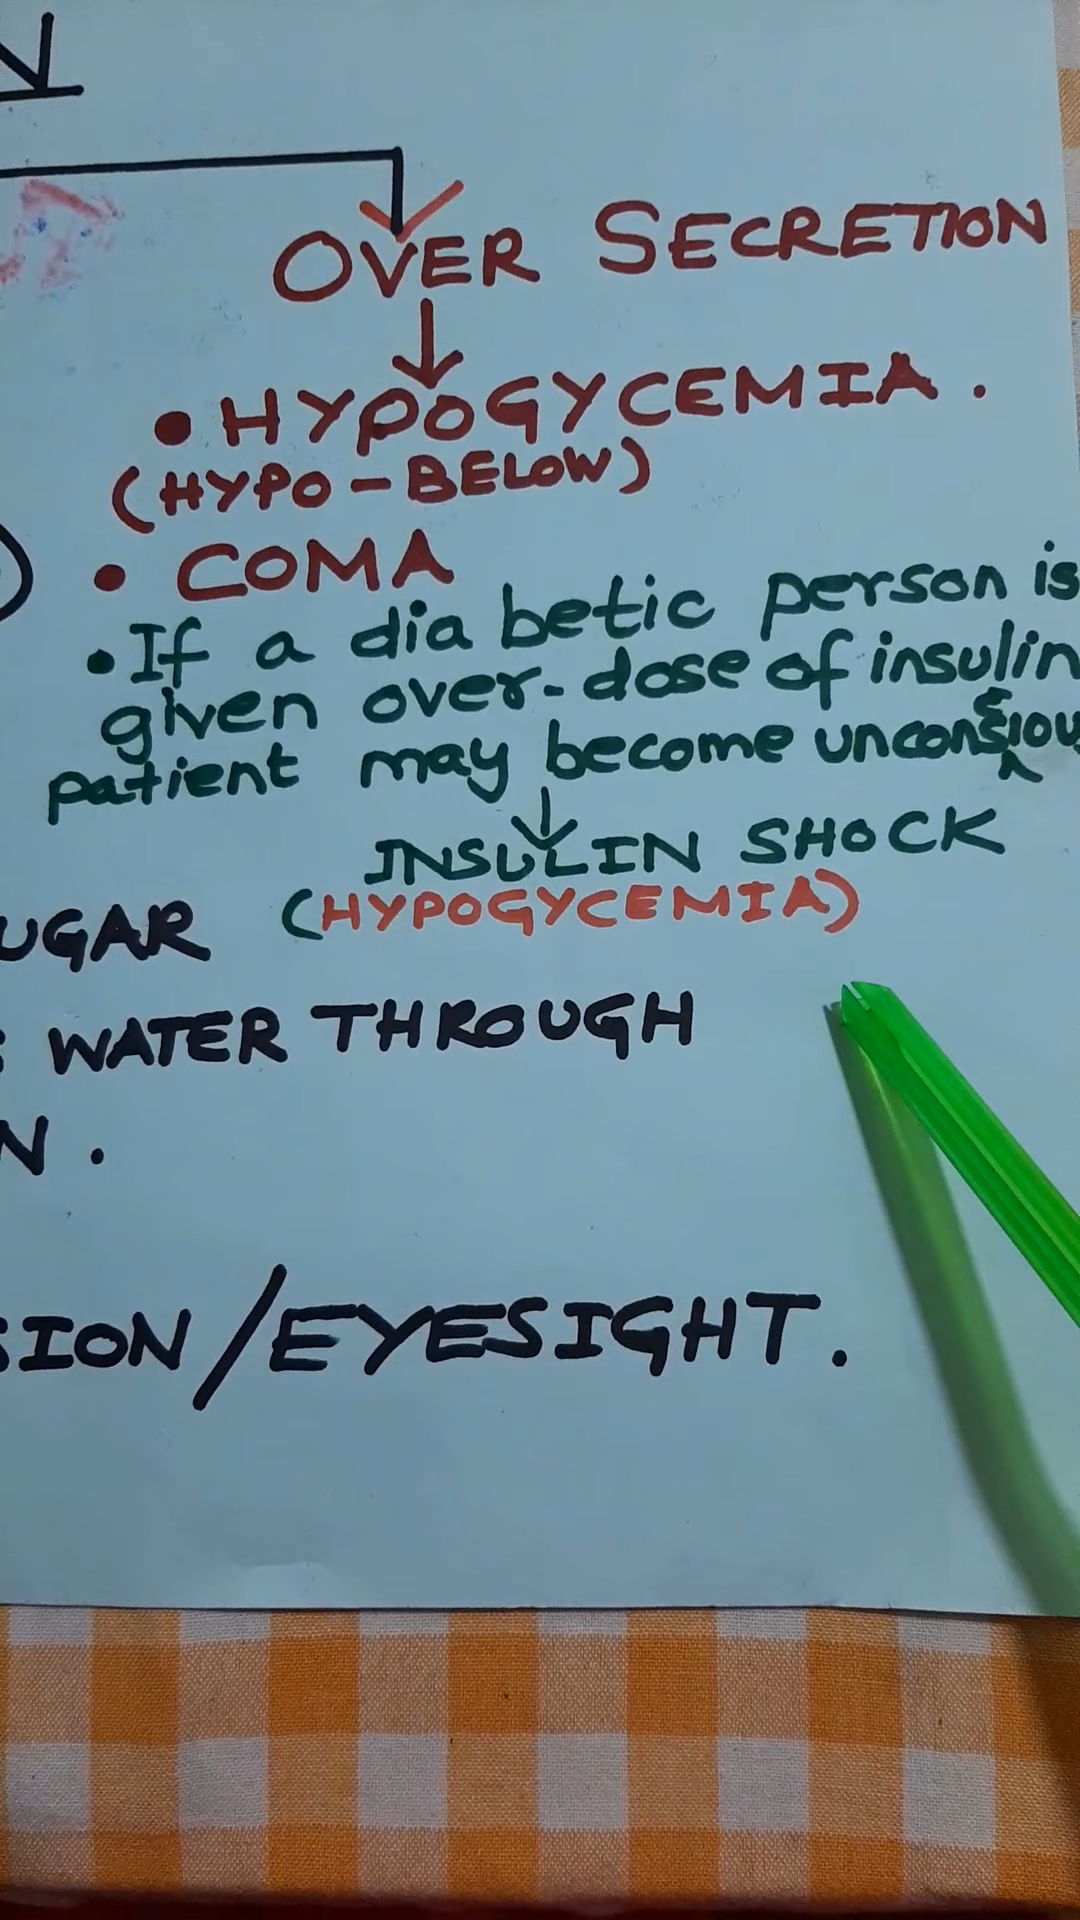 OVER SECRETION
• HYPOGYCEMIA.
(HYPO-BELOW)
• COMA
• If a diabetic person is
given over-dose of insulin
patient may become
INSULIN SHOCK
UGAR (HYPOGYCEMIA)
WATER THROUGH
N.
SION/EYESIGHT.